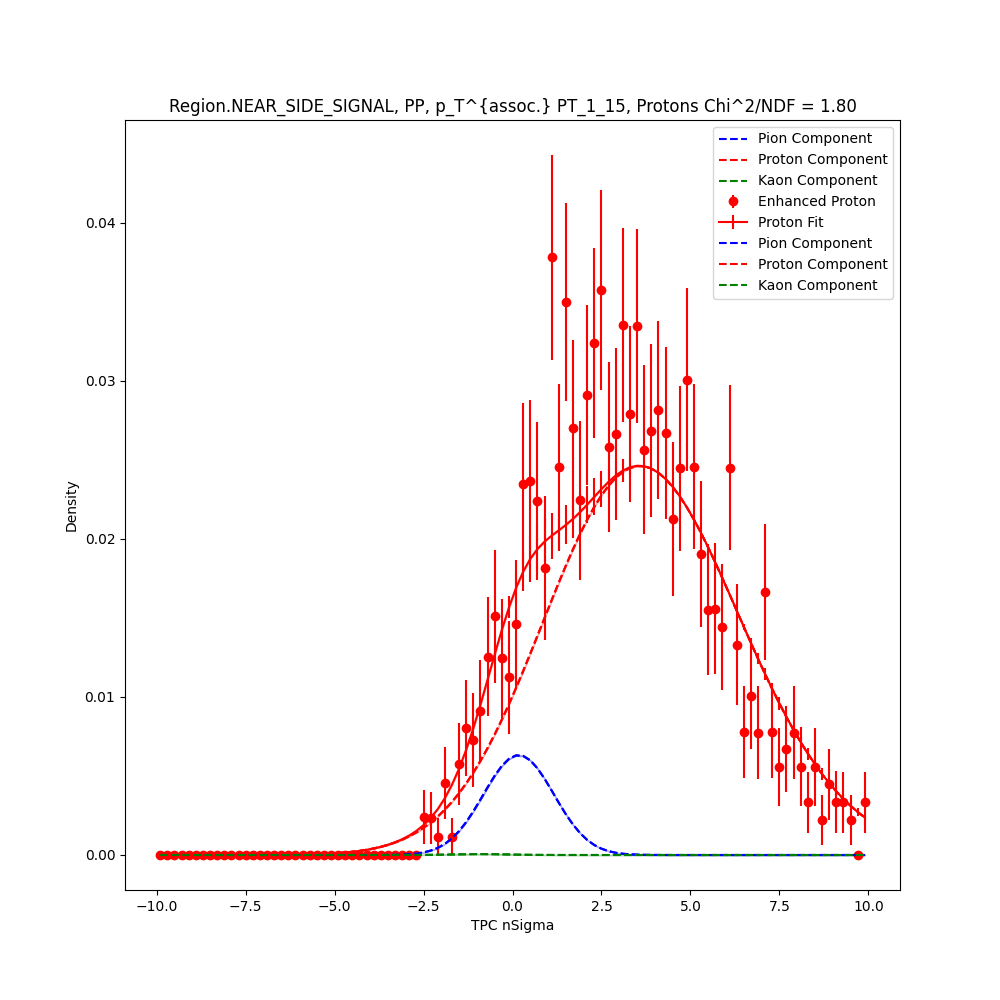 Region.NEAR_SIDE_SIGNAL, PP, p_T^{assoc.} PT_1_15, Protons Chi^2/NDF = 1.80
Pion Component
Proton Component
Kaon Component
Enhanced Proton
Proton Fit
Pion Component
Proton Component
Kaon Component
0.04
0.03
0.02
0.01
0.00
Density
−10.0 −7.5 −5.0 −2.5 0.0 2.5 5.0 7.5 10.0
TPC nSigma